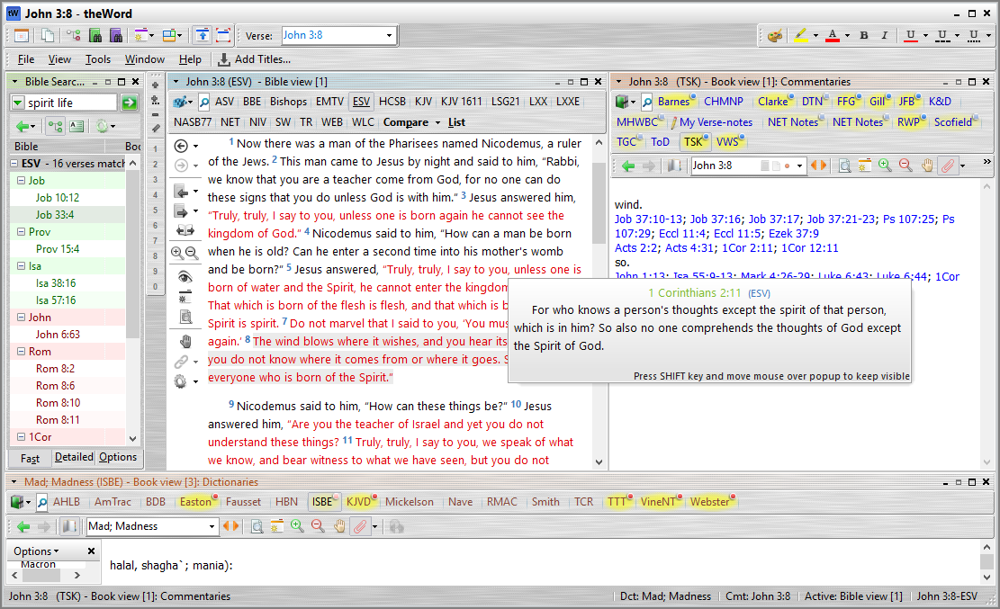 John 3:8 - theWord
Verse: John 3:8
A B I U U U
File View Tools Window Help Add Titles...
Bible Searc...
spirit life
Bible Boo
ESV - 16 verses match
Job
Job 10:12
Job 33:4
Prov
Prov 15:4
Isa
Isa 38:16
Isa 57:16
John
John 6:63
Rom
Rom 8:2
Rom 8:6
Rom 8:10
Rom 8:11
1Cor
Fast Detailed Options
1
2
3
4
5
6
7
8
9
0
John 3:8 (ESV) - Bible view [1]
ASV BBE Bishops EMTV ESV HCSB KJV KJV 1611 LSG21 LXX LXXE
NASB77 NET NIV SW TR WEB WLC Compare List
1 Now there was a man of the Pharisees named Nicodemus, a ruler
of the Jews. 2 This man came to Jesus by night and said to him, “Rabbi,
we know that you are a teacher come from God, for no one can do
these signs that you do unless God is with him.” 3 Jesus answered him,
“Truly, truly, I say to you, unless one is born again he cannot see the
kingdom of God.” 4 Nicodemus said to him, “How can a man be born
when he is old? Can he enter a second time into his mother's womb
and be born?” 5 Jesus answered, “Truly, truly, I say to you, unless one is
born of water and the Spirit, he cannot enter the kingdom
That which is born of the flesh is flesh, and that which is b
Spirit is spirit. 7 Do not marvel that I said to you, ‘You mus
again.’ 8 The wind blows where it wishes, and you hear its
you do not know where it comes from or where it goes. S
everyone who is born of the Spirit.”
9 Nicodemus said to him, “How can these things be?” 10 Jesus
answered him, “Are you the teacher of Israel and yet you do not
understand these things? 11 Truly, truly, I say to you, we speak of what
we know, and bear witness to what we have seen, but you do not
John 3:8 (TSK) - Book view [1]: Commentaries
Barnes CHMNP Clarke DTN FFG Gill JFB K&D
MHWBC My Verse-notes NET Notes NET Notes RWP Scofield
TGC ToD TSK VWS
John 3:8
wind.
Job 37:10-13; Job 37:16; Job 37:17; Job 37:21-23; Ps 107:25; Ps
107:29; Eccl 11:4; Eccl 11:5; Ezek 37:9
Acts 2:2; Acts 4:31; 1Cor 2:11; 1Cor 12:11
so.
John 1:13; Isa 55:9-13; Mark 4:26-29; Luke 6:43; Luke 6:44; 1Cor
1 Corinthians 2:11 (ESV)
For who knows a person's thoughts except the spirit of that person,
which is in him? So also no one comprehends the thoughts of God except
the Spirit of God.
Press SHIFT key and move mouse over popup to keep visible
Mad; Madness (ISBE) - Book view [3]: Dictionaries
AHLB AmTrac BDB Easton Fausset HBN ISBE KJVD Mickelson Nave RMAC Smith TCR TTT VineNT Webster
Mad; Madness
Options
Macron
halal, shagha`; mania):
John 3:8 (TSK) - Book view [1]: Commentaries
Dct: Mad; Madness Cmt: John 3:8 Active: Bible view [1] John 3:8-ESV